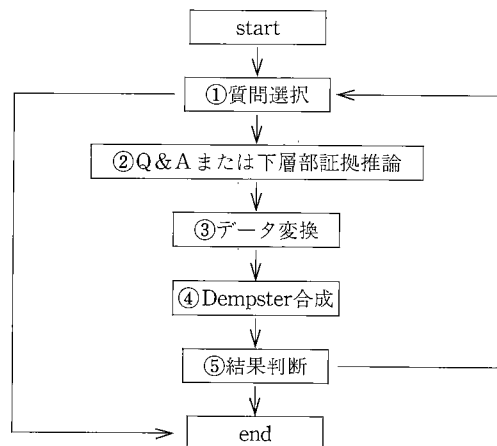 start
①質問選択
②Q&Aまたは下層部証拠推論
③データ変換
④Dempster合成
⑤結果判断
end